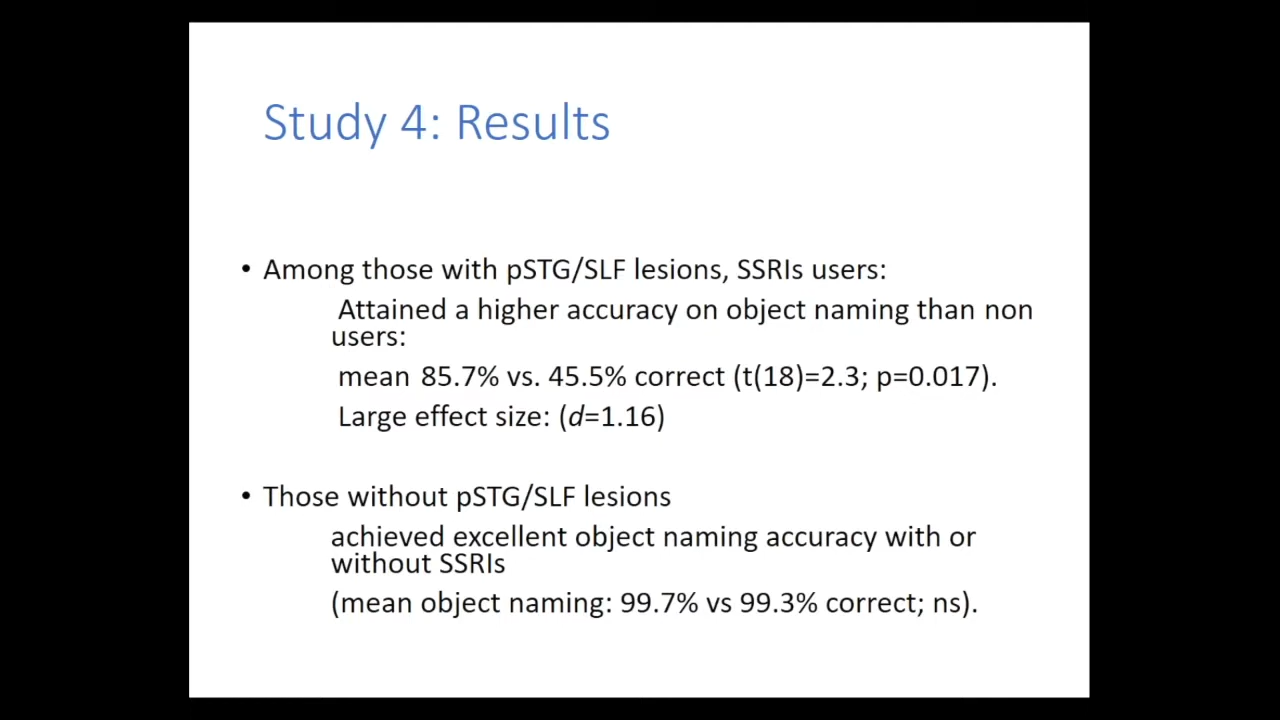 Study 4: Results
• Among those with pSTG/SLF lesions, SSRIs users:
Attained a higher accuracy on object naming than non
users:
mean 85.7% vs. 45.5% correct (t(18)=2.3; p=0.017).
Large effect size: (d=1.16)
• Those without pSTG/SLF lesions
achieved excellent object naming accuracy with or
without SSRIs
(mean object naming: 99.7% vs 99.3% correct; ns).